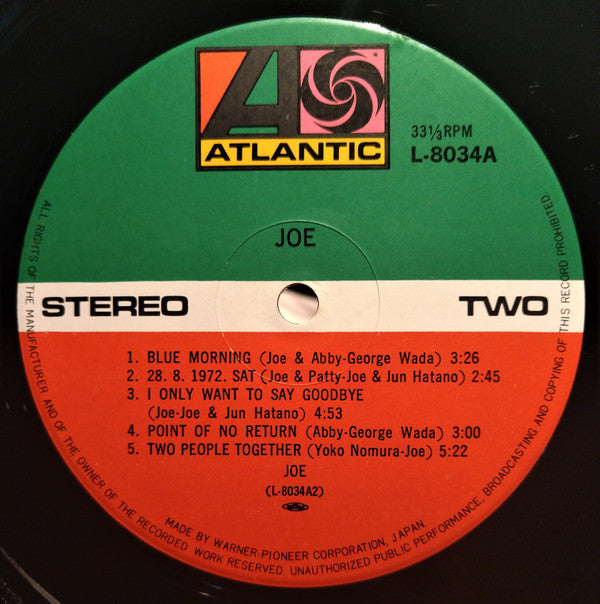 ATLANTIC
33⅓RPM
L-8034A
JOE
STEREO
TWO
1. BLUE MORNING (Joe & Abby-George Wada) 3:26
2. 28. 8. 1972. SAT (Joe & Patty-Joe & Jun Hatano) 2:45
3. I ONLY WANT TO SAY GOODBYE
(Joe-Joe & Jun Hatano) 4:53
4. POINT OF NO RETURN (Abby-George Wada) 3:00
5. TWO PEOPLE TOGETHER (Yoko Nomura-Joe) 5:22
JOE
(L-8034A2)
MADE BY WARNER-PIONEER CORPORATION, JAPAN.
ALL RIGHTS OF THE MANUFACTURER AND OF THE OWNER OF THE RECORDED WORK RESERVED. UNAUTHORIZED PUBLIC PERFORMANCE, BROADCASTING AND COPYING OF THIS RECORD PROHIBITED.